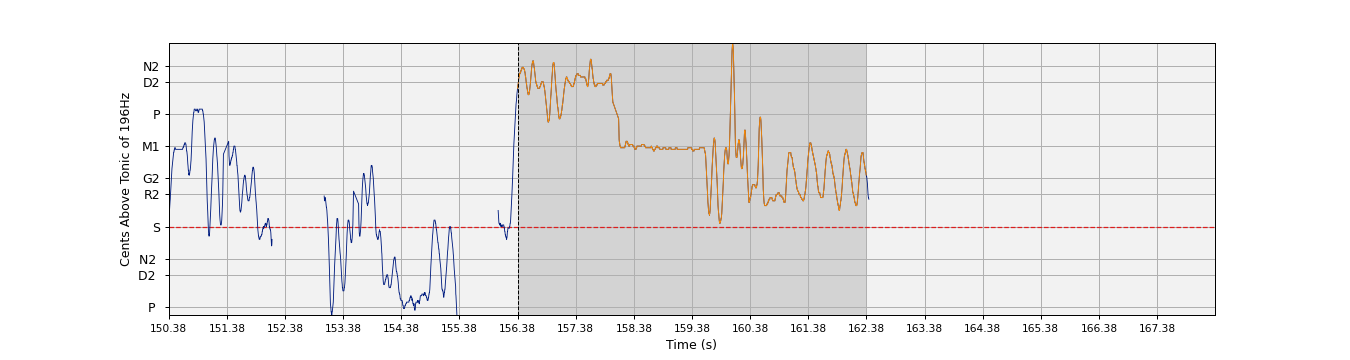 N2
D2
P
M1
G2
R2
S
N2
D2
P
Cents Above Tonic of 196Hz
150.38 151.38 152.38 153.38 154.38 155.38 156.38 157.38 158.38 159.38 160.38 161.38 162.38 163.38 164.38 165.38 166.38 167.38
Time (s)